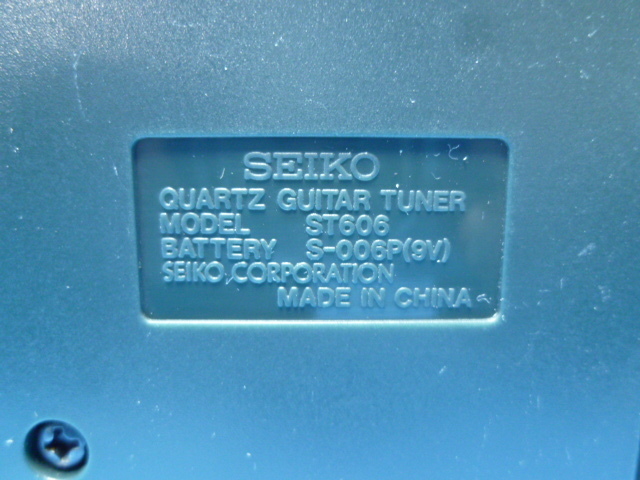 SEIKO
QUARTZ GUITAR TUNER
MODEL ST606
BATTERY S-006P(9V)
SEIKO CORPORATION
MADE IN CHINA